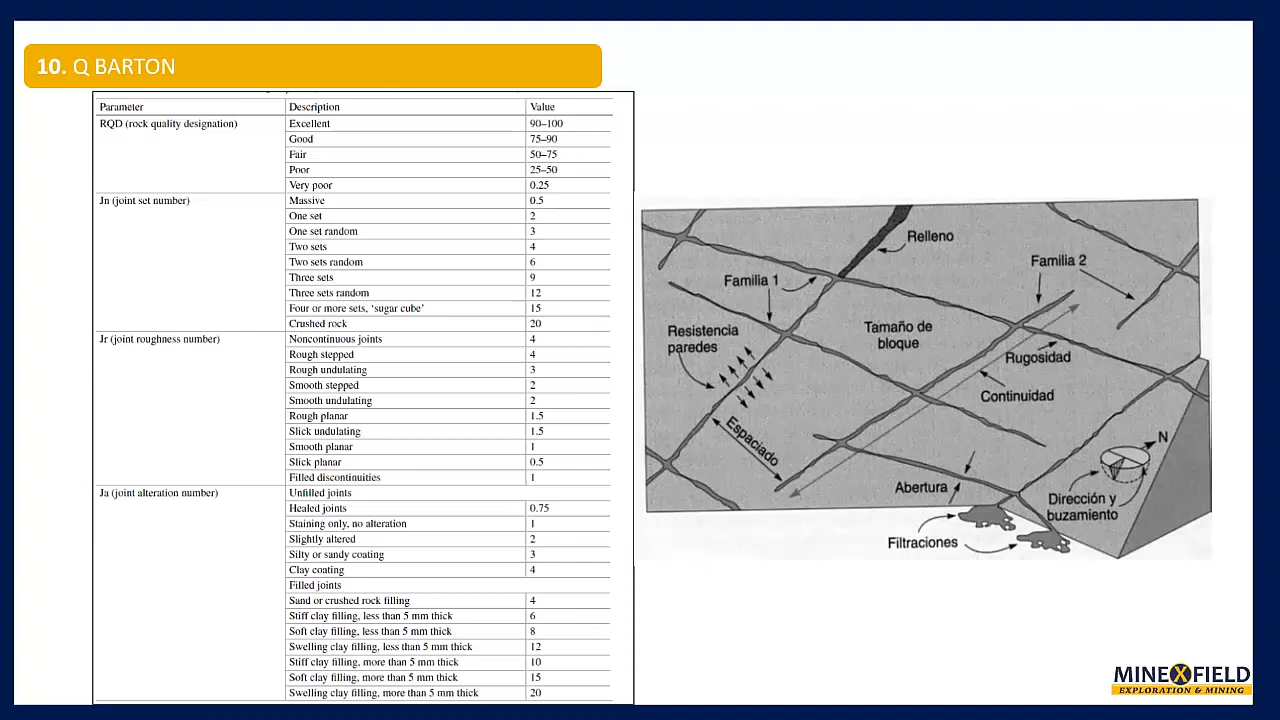 10. Q BARTON
Parameter Description Value
RQD (rock quality designation) Excellent 90–100
Good 75–90
Fair 50–75
Poor 25–50
Very poor 0.25
Jn (joint set number) Massive 0.5
One set 2
One set random 3
Two sets 4
Two sets random 6
Three sets 9
Three sets random 12
Four or more sets, ‘sugar cube’ 15
Crushed rock 20
Jr (joint roughness number) Noncontinuous joints 4
Rough stepped 4
Rough undulating 3
Smooth stepped 2
Smooth undulating 2
Rough planar 1.5
Slick undulating 1.5
Smooth planar 1
Slick planar 0.5
Filled discontinuities 1
Ja (joint alteration number) Unfilled joints
Healed joints 0.75
Staining only, no alteration 1
Slightly altered 2
Silty or sandy coating 3
Clay coating 4
Filled joints
Sand or crushed rock filling 4
Stiff clay filling, less than 5 mm thick 6
Soft clay filling, less than 5 mm thick 8
Swelling clay filling, less than 5 mm thick 12
Stiff clay filling, more than 5 mm thick 10
Soft clay filling, more than 5 mm thick 15
Swelling clay filling, more than 5 mm thick 20
Relleno
Familia 2
Familia 1
Resistencia
paredes
Tamaño de
bloque
Rugosidad
Continuidad
Espaciado
N
Abertura
Dirección y
buzamiento
Filtraciones
MINEXFIELD
EXPLORATION & MINING